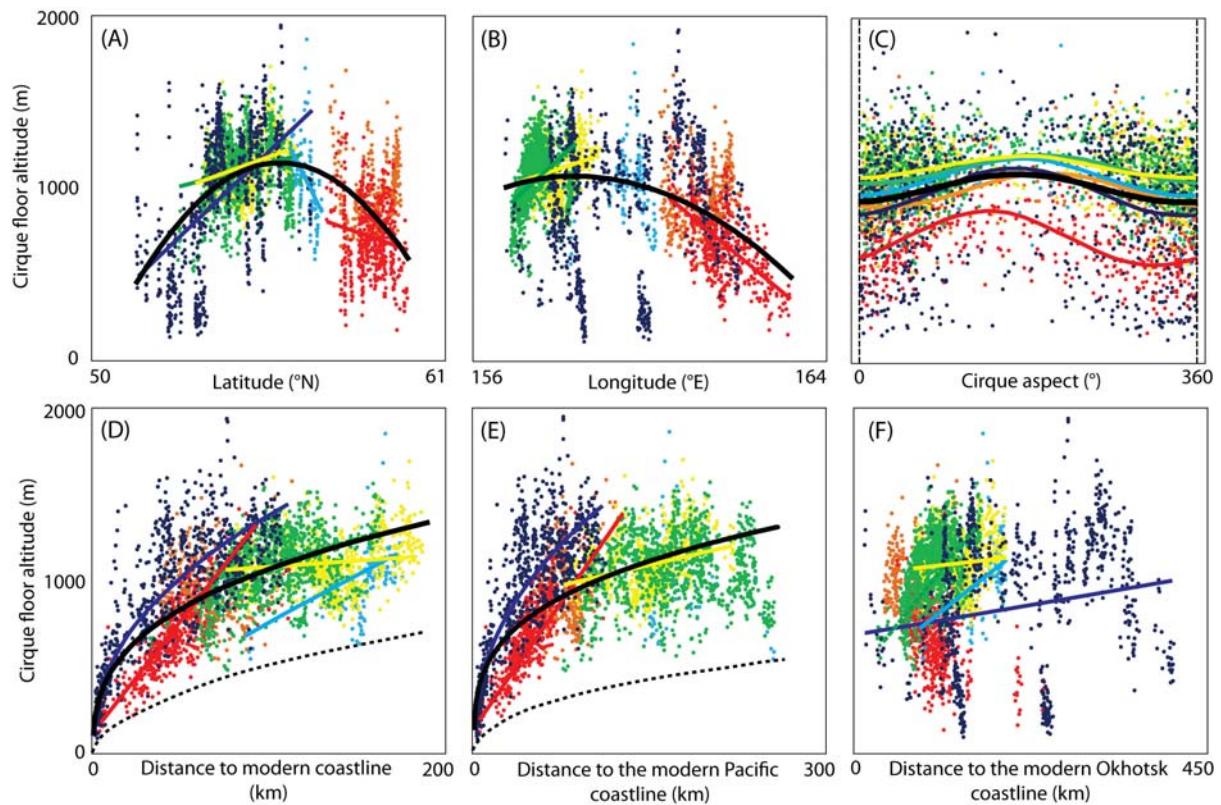 2000
(A)
(B)
(C)
Cirque floor altitude (m)
1000
0
50
Latitude (°N)
61
156
Longitude (°E)
164
0
Cirque aspect (°)
360
2000
(D)
(E)
(F)
Cirque floor altitude (m)
1000
0
0
Distance to modern coastline
(km)
200
0
Distance to the modern Pacific
coastline (km)
300
0
Distance to the modern Okhotsk
coastline (km)
450